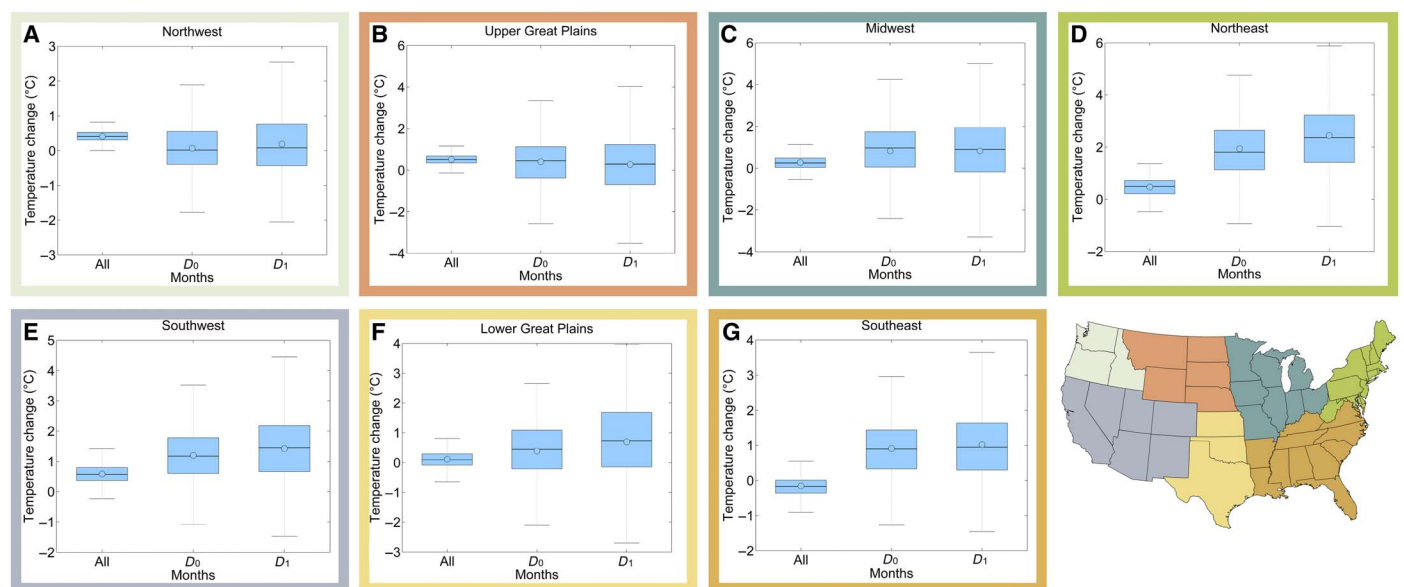 A
Northwest
Temperature change (°C)
3
2
1
0
–1
–2
–3
All
D0
D1
Months
B
Upper Great Plains
Temperature change (°C)
6
4
2
0
–2
–4
All
D0
D1
Months
C
Midwest
Temperature change (°C)
6
4
2
0
–2
–4
All
D0
D1
Months
D
Northeast
Temperature change (°C)
6
4
2
0
–2
All
D0
D1
Months
E
Southwest
Temperature change (°C)
5
4
3
2
1
0
–1
–2
All
D0
D1
Months
F
Lower Great Plains
Temperature change (°C)
4
3
2
1
0
–1
–2
–3
All
D0
D1
Months
G
Southeast
Temperature change (°C)
4
3
2
1
0
–1
–2
All
D0
D1
Months